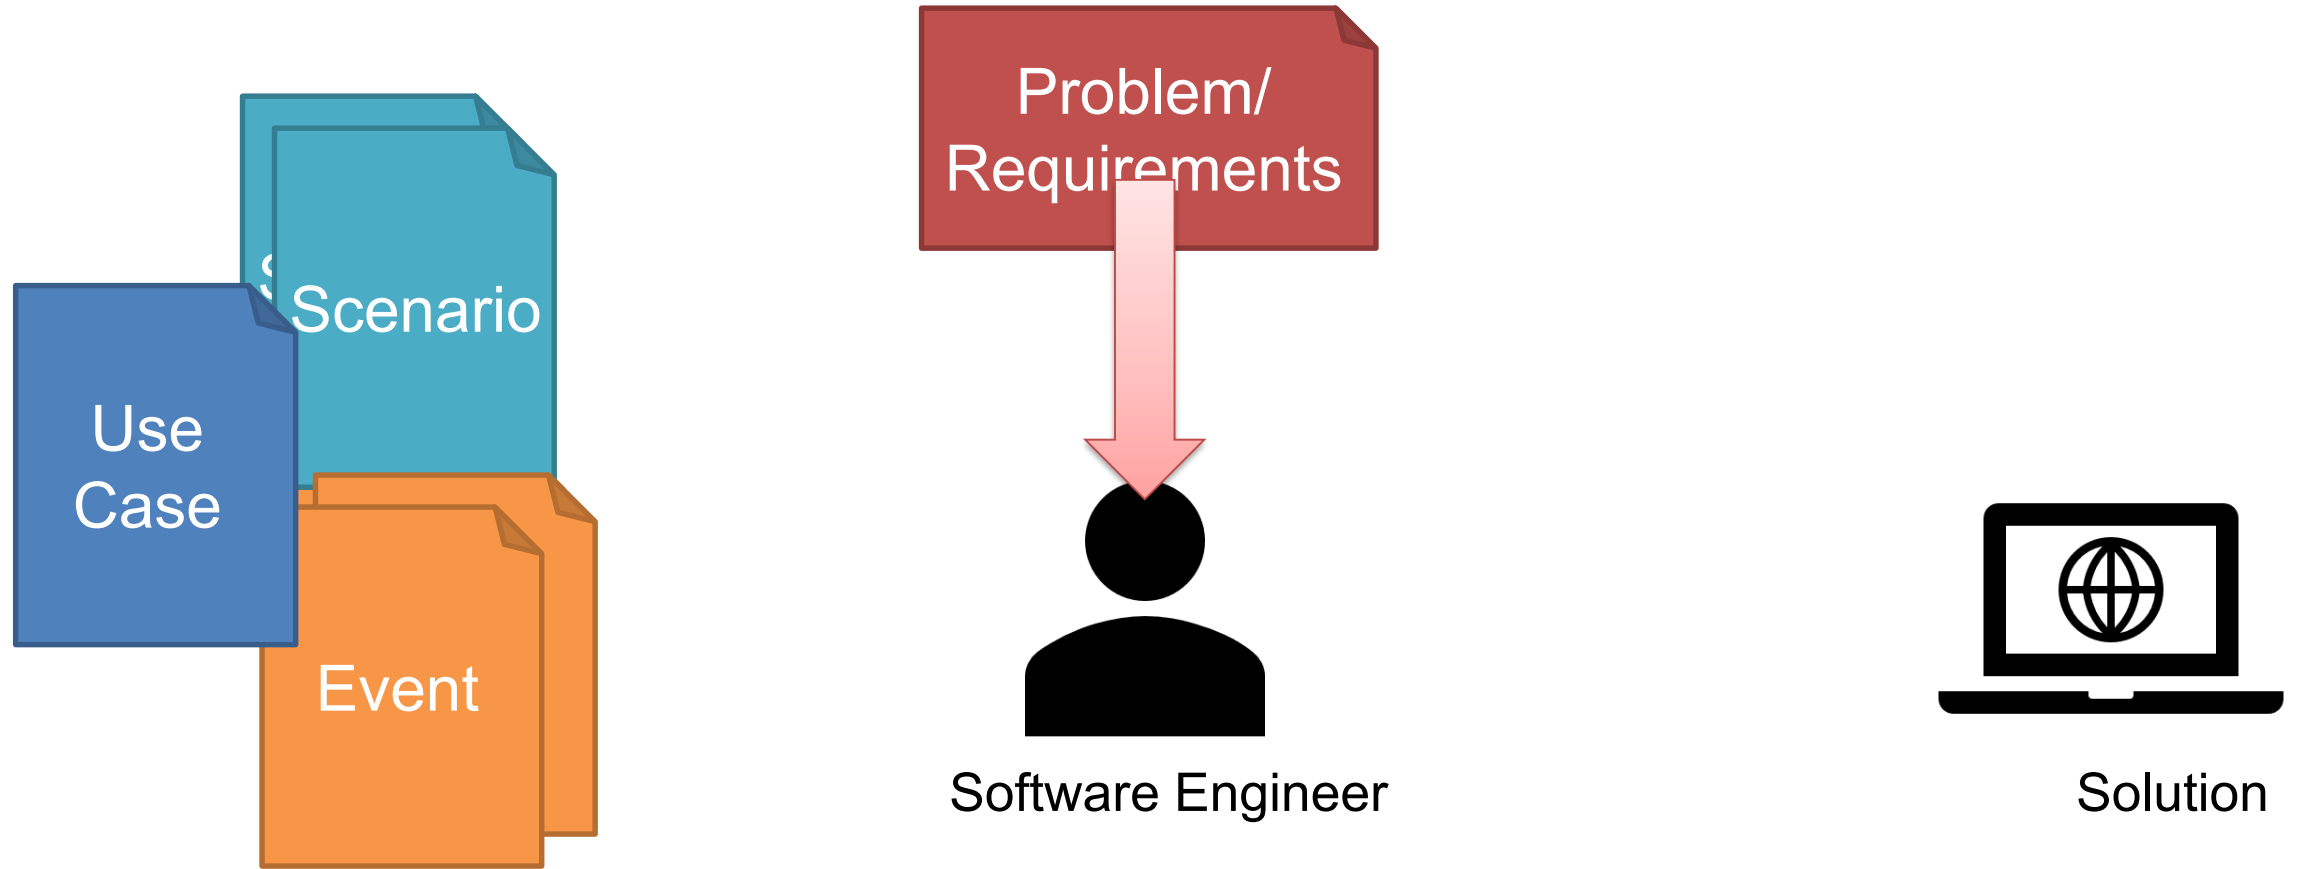 Problem/
Requirements
Scenario
Use
Case
Event
Software Engineer
Solution